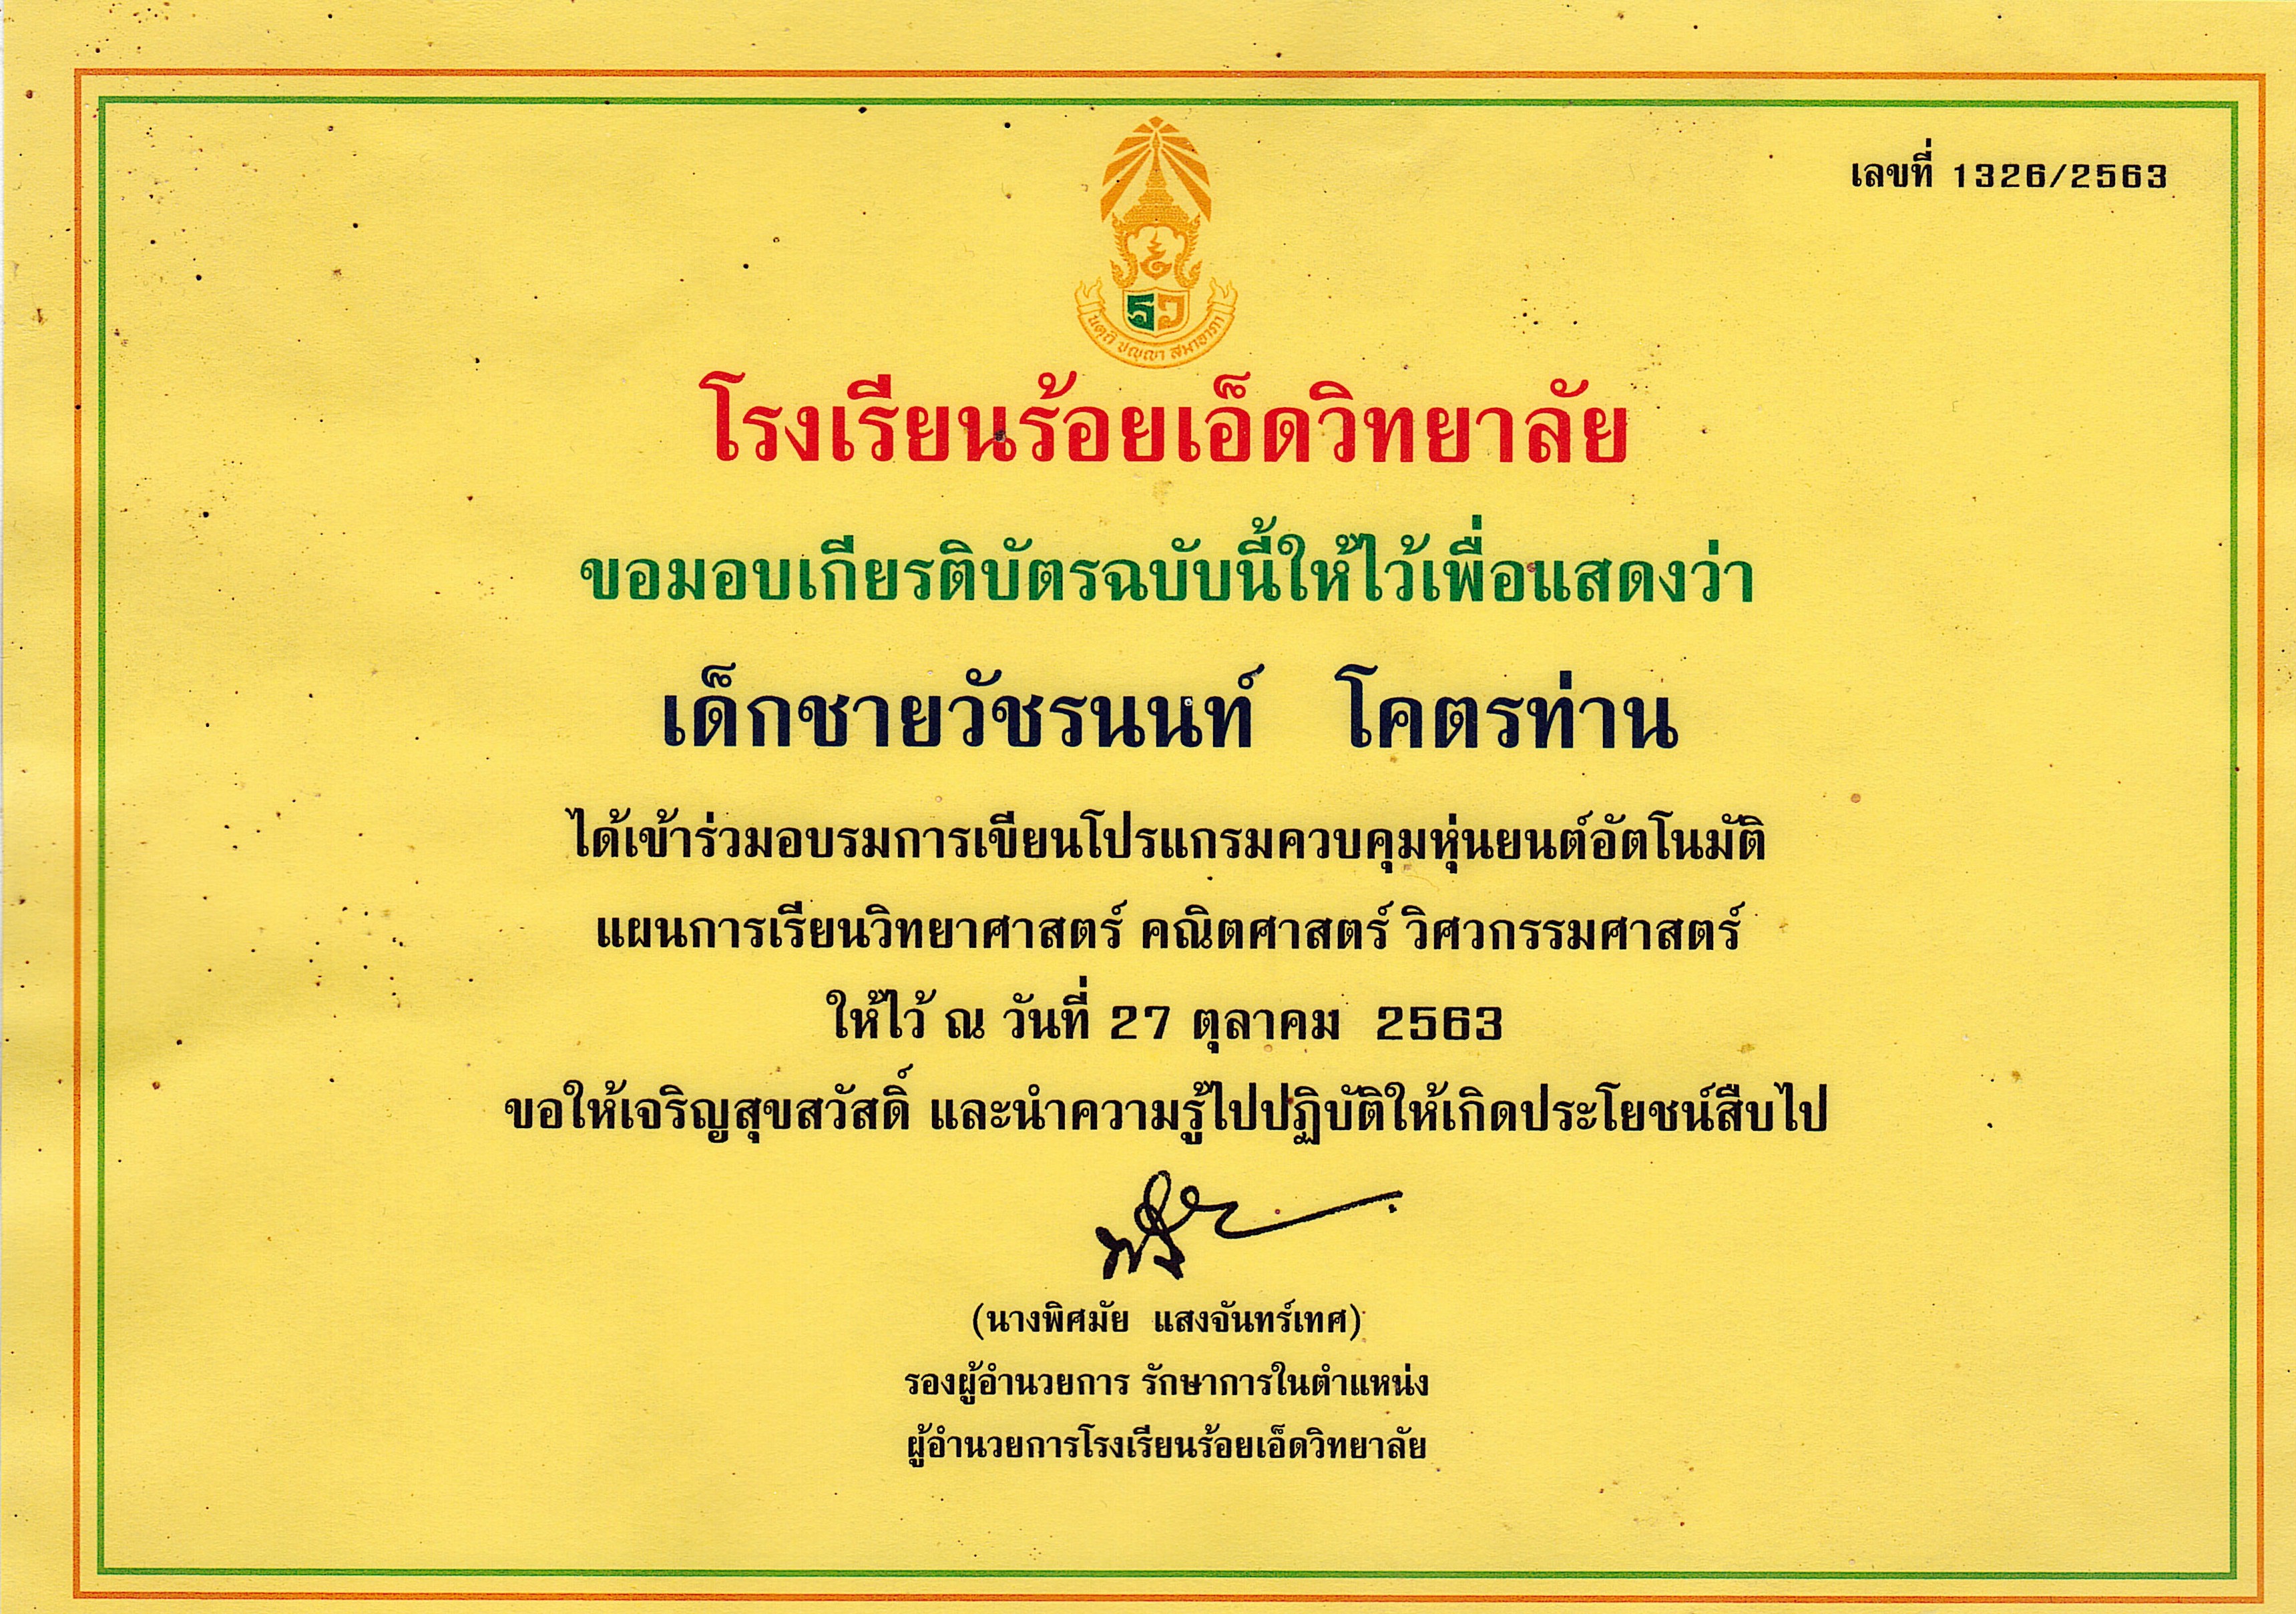 เลขที่ 1326/2563
รว
นตฺถิ ปญฺญา สมาอาภา
โรงเรียนร้อยเอ็ดวิทยาลัย
ขอมอบเกียรติบัตรฉบับนี้ให้ไว้เพื่อแสดงว่า
เด็กชายวัชรนนท์ โคตรท่าน
ได้เข้าร่วมอบรมการเขียนโปรแกรมควบคุมหุ่นยนต์อัตโนมัติ
แผนการเรียนวิทยาศาสตร์ คณิตศาสตร์ วิศวกรรมศาสตร์
ให้ไว้ ณ วันที่ 27 ตุลาคม 2563
ขอให้เจริญสุขสวัสดิ์ และนำความรู้ไปปฏิบัติให้เกิดประโยชน์สืบไป
(นางพิศมัย แสงจันทร์เทศ)
รองผู้อำนวยการ รักษาการในตำแหน่ง
ผู้อำนวยการโรงเรียนร้อยเอ็ดวิทยาลัย